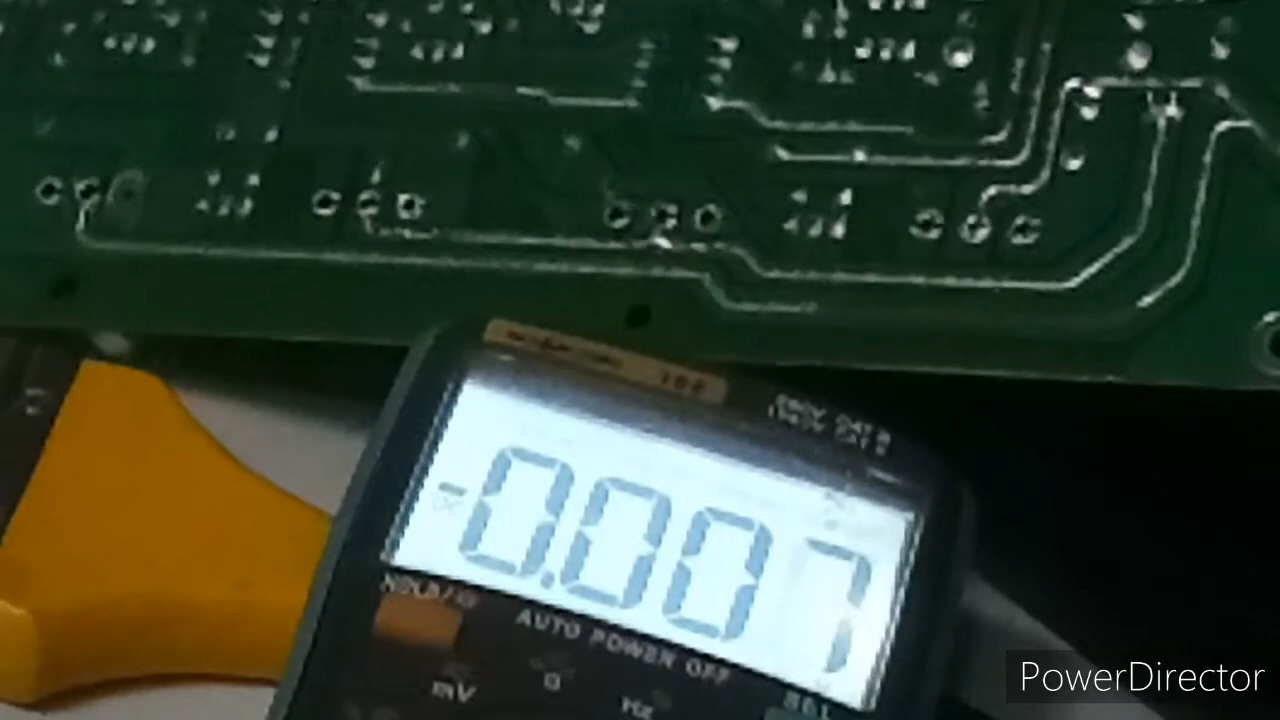 -0.007
HOLD/
AUTO POWER OFF
mV
Ω
Hz
SEL
PowerDirector